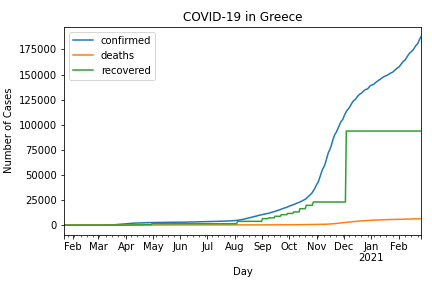 COVID-19 in Greece
confirmed
deaths
recovered
Number of Cases
175000
150000
125000
100000
75000
50000
25000
0
Feb Mar Apr May Jun Jul Aug Sep Oct Nov Dec Jan Feb
2021
Day